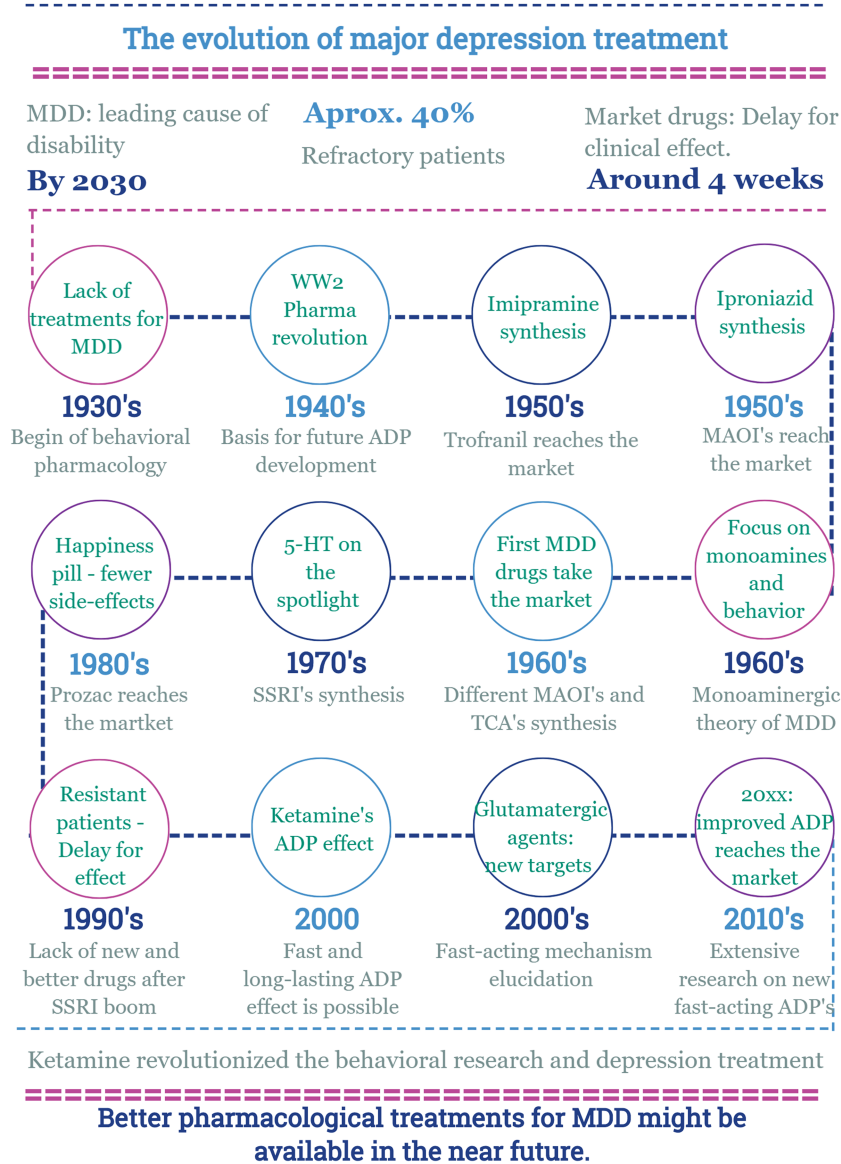 The evolution of major depression treatment
MDD: leading cause of
disability
By 2030
Aprox. 40%
Refractory patients
Market drugs: Delay for
clinical effect.
Around 4 weeks
Lack of
treatments for
MDD
1930's
Begin of behavioral
pharmacology
WW2
Pharma
revolution
1940's
Basis for future ADP
development
Imipramine
synthesis
1950's
Trofranil reaches the
market
Iproniazid
synthesis
1950's
MAOI's reach
the market
Happiness
pill - fewer
side-effects
1980's
Prozac reaches
the martket
5-HT on
the
spotlight
1970's
SSRI's synthesis
First MDD
drugs take
the market
1960's
Different MAOI's and
TCA's synthesis
Focus on
monoamines
and
behavior
1960's
Monoaminergic
theory of MDD
Resistant
patients -
Delay for
effect
1990's
Lack of new and
better drugs after
SSRI boom
Ketamine's
ADP effect
2000
Fast and
long-lasting ADP
effect is possible
Glutamatergic
agents:
new targets
2000's
Fast-acting mechanism
elucidation
20xx:
improved ADP
reaches the
market
2010's
Extensive
research on new
fast-acting ADP's
Ketamine revolutionized the behavioral research and depression treatment
Better pharmacological treatments for MDD might be
available in the near future.